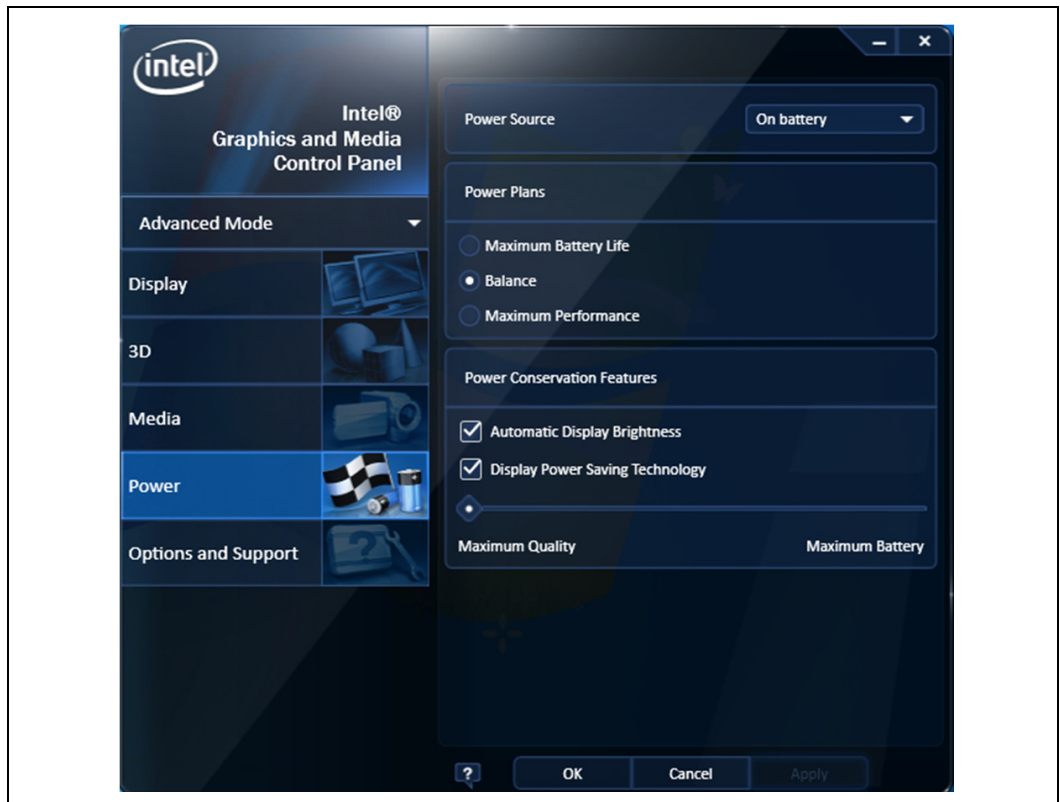 intel
Intel®
Graphics and Media
Control Panel
Advanced Mode
Display
3D
Media
Power
Options and Support
Power Source
On battery
Power Plans
Maximum Battery Life
Balance
Maximum Performance
Power Conservation Features
Automatic Display Brightness
Display Power Saving Technology
Maximum Quality Maximum Battery
? OK Cancel Apply